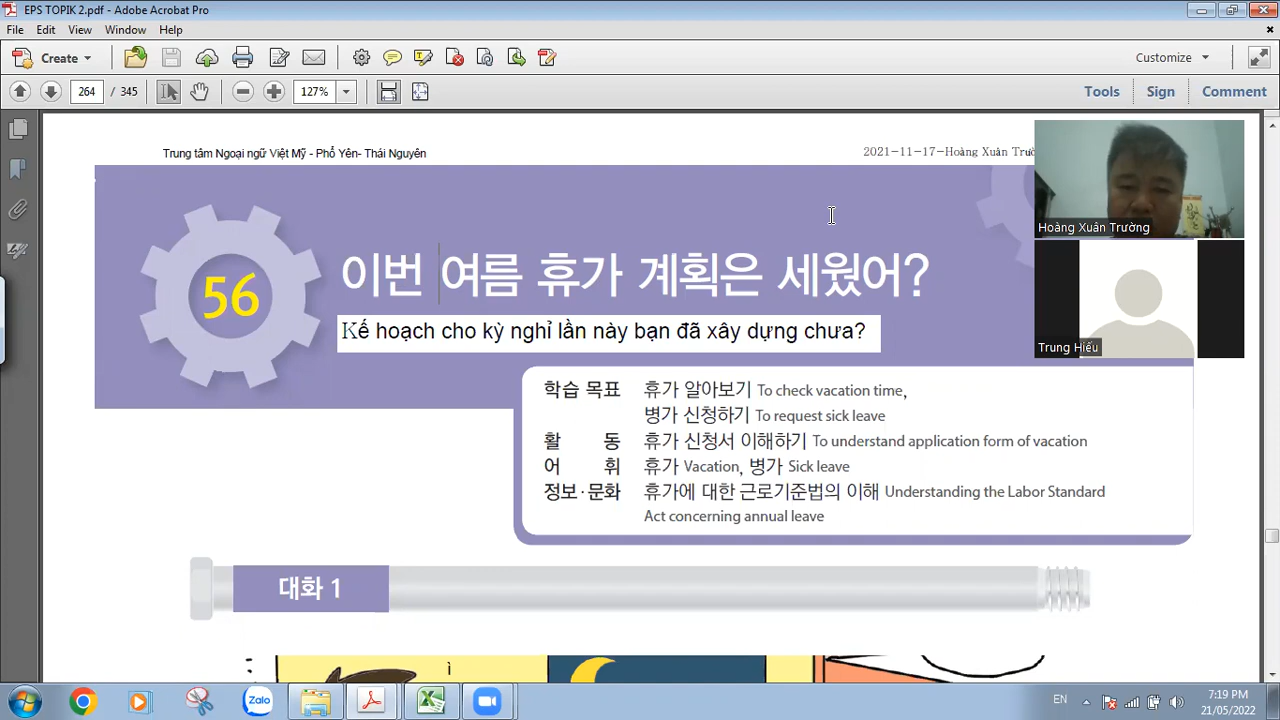 EPS TOPIK 2.pdf - Adobe Acrobat Pro
File Edit View Window Help
Create
Customize
264 / 345
127%
Tools Sign Comment
Trung tâm Ngoại ngữ Việt Mỹ - Phổ Yên- Thái Nguyên
2021-11-17-Hoàng Xuân Trườ
Hoàng Xuân Trường
56
이번 여름 휴가 계획은 세웠어?
Kế hoạch cho kỳ nghỉ lần này bạn đã xây dựng chưa?
Trung Hiếu
학습 목표 휴가 알아보기 To check vacation time,
병가 신청하기 To request sick leave
활 동 휴가 신청서 이해하기 To understand application form of vacation
어 휘 휴가 Vacation, 병가 Sick leave
정보·문화 휴가에 대한 근로기준법의 이해 Understanding the Labor Standard
Act concerning annual leave
대화 1
ì
Zalo
EN
7:19 PM
21/05/2022